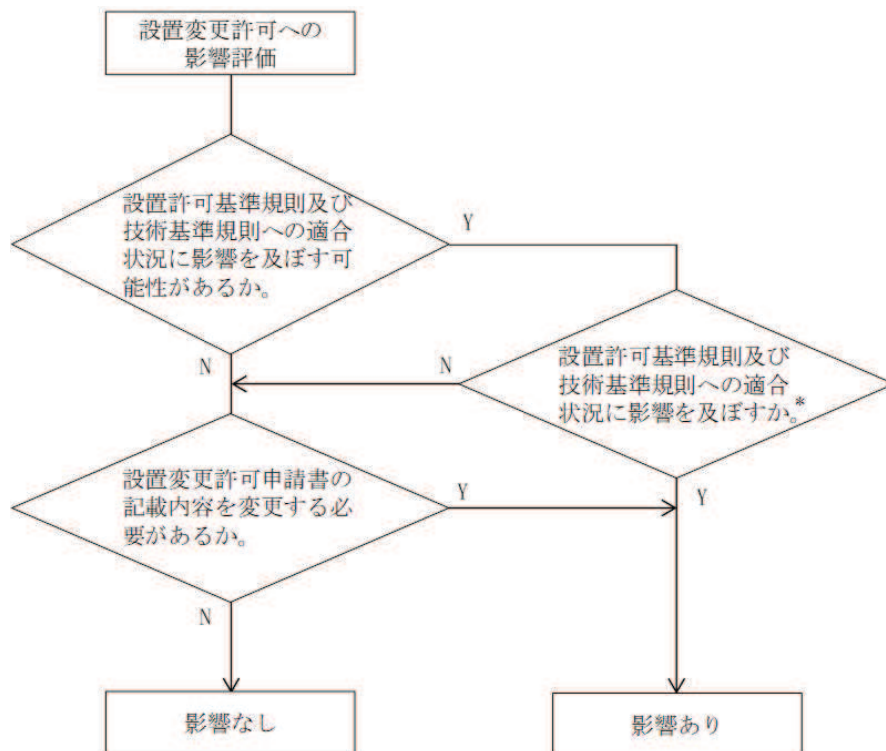 設置変更許可への
影響評価
設置許可基準規則及び
技術基準規則への適合
状況に影響を及ぼす可
能性があるか。
Y
N
設置許可基準規則及び
技術基準規則への適合
状況に影響を及ぼすか。*
N
Y
設置変更許可申請書の
記載内容を変更する必
要があるか。
Y
N
影響なし
影響あり